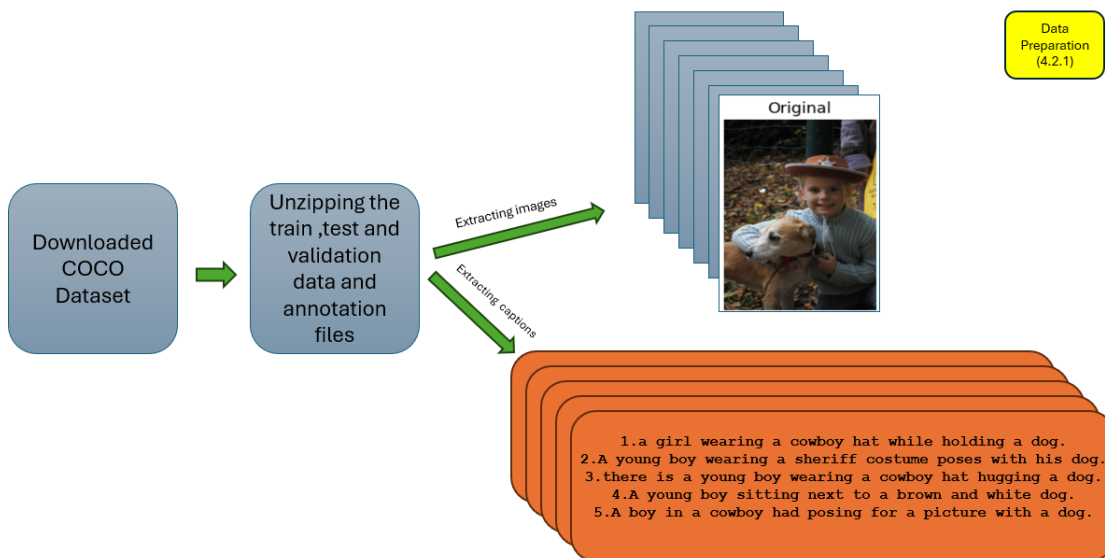 Data
Preparation
(4.2.1)
Original
Downloaded
COCO
Dataset
Unzipping the
train ,test and
validation
data and
annotation
files
Extracting images
Extracting captions
1.a girl wearing a cowboy hat while holding a dog.
2.A young boy wearing a sheriff costume poses with his dog.
3.there is a young boy wearing a cowboy hat hugging a dog.
4.A young boy sitting next to a brown and white dog.
5.A boy in a cowboy had posing for a picture with a dog.